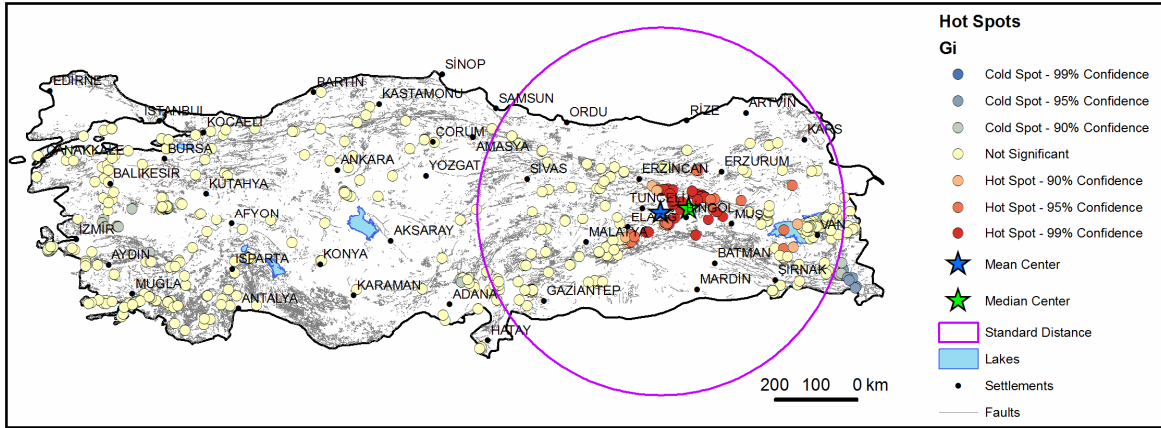 Hot Spots
Gi
Cold Spot - 99% Confidence
Cold Spot - 95% Confidence
Cold Spot - 90% Confidence
Not Significant
Hot Spot - 90% Confidence
Hot Spot - 95% Confidence
Hot Spot - 99% Confidence
Mean Center
Median Center
Standard Distance
Lakes
Settlements
Faults
SİNOP
EDİRNE
BARTIN
KASTAMONU
SAMSUN
ARTVİN
İSTANBUL
ORDU
RİZE
KOCAELİ
KARS
ÇORUM
AMASYA
ÇANAKKALE
BURSA
ANKARA
YOZGAT
SİVAS
ERZİNCAN
ERZURUM
BALIKESİR
KÜTAHYA
TUNCELİ
BİNGÖL
AFYON
ELAZIĞ
MUŞ
İZMİR
AKSARAY
MALATYA
VAN
AYDIN
ISPARTA
KONYA
BATMAN
ŞIRNAK
MUĞLA
ANTALYA
KARAMAN
ADANA
GAZİANTEP
MARDİN
HATAY
200 100 0 km